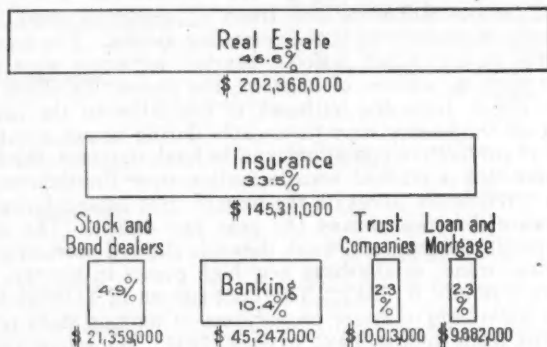 Real Estate
46.6%
$ 202,368,000
Insurance
33.5%
$ 145,311,000
Stock and Bond dealers
4.9%
$ 21,359,000
Banking
10.4%
$ 45,247,000
Trust Companies
2.3%
$ 10,013,000
Loan and Mortgage
2.3%
$ 9,882,000